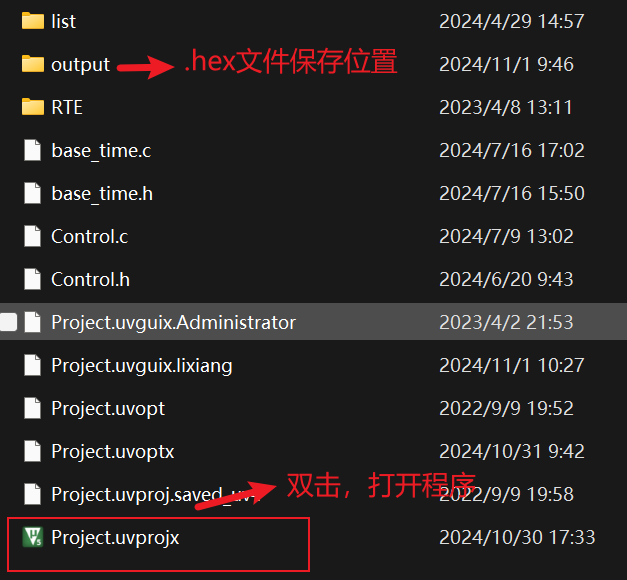 list 2024/4/29 14:57
output .hex文件保存位置 2024/11/1 9:46
RTE 2023/4/8 13:11
base_time.c 2024/7/16 17:02
base_time.h 2024/7/16 15:50
Control.c 2024/7/9 13:02
Control.h 2024/6/20 9:43
Project.uvguix.Administrator 2023/4/2 21:53
Project.uvguix.lixiang 2024/11/1 10:27
Project.uvopt 2022/9/9 19:52
Project.uvoptx 2024/10/31 9:42
Project.uvproj.saved_uv 双击，打开程序 2022/9/9 19:58
Project.uvprojx 2024/10/30 17:33